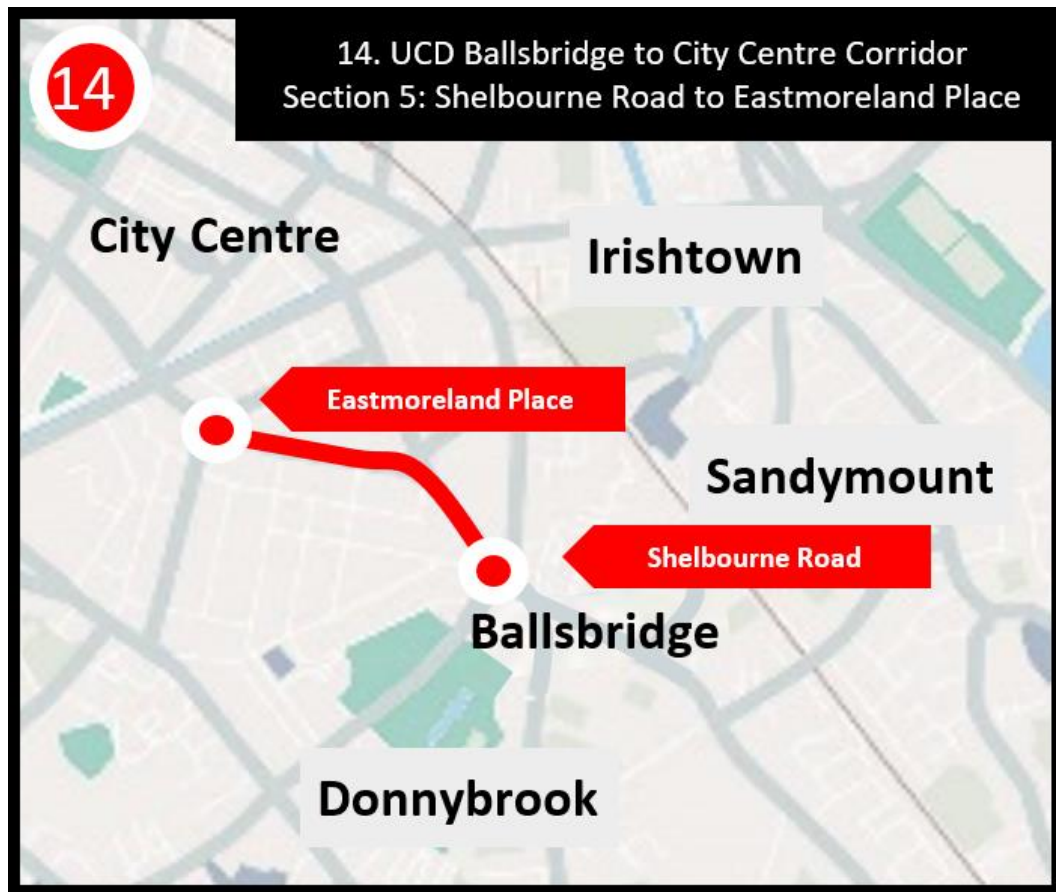 14
14. UCD Ballsbridge to City Centre Corridor
Section 5: Shelbourne Road to Eastmoreland Place
City Centre
Irishtown
Eastmoreland Place
Sandymount
Shelbourne Road
Ballsbridge
Donnybrook